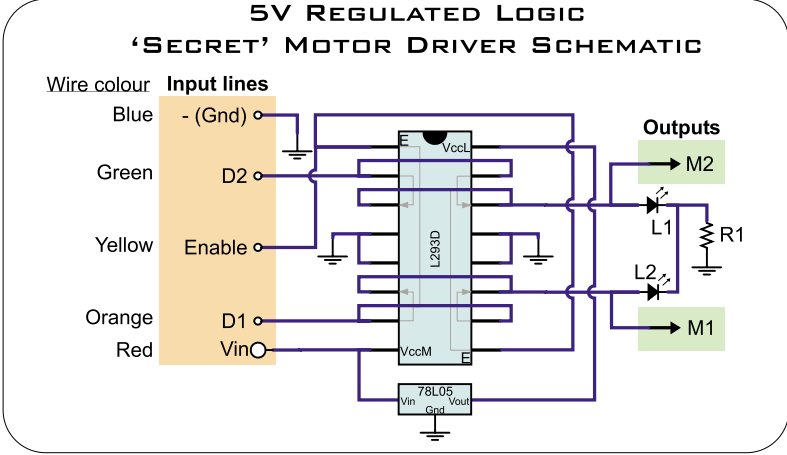 5V Regulated Logic
‘Secret’ Motor Driver Schematic
Wire colour Input lines
Blue - (Gnd)
Green D2
Yellow Enable
Orange D1
Red Vin
E
VccL
L293D
VccM
E
78L05
Vin Vout
Gnd
Outputs
M2
L1
R1
L2
M1